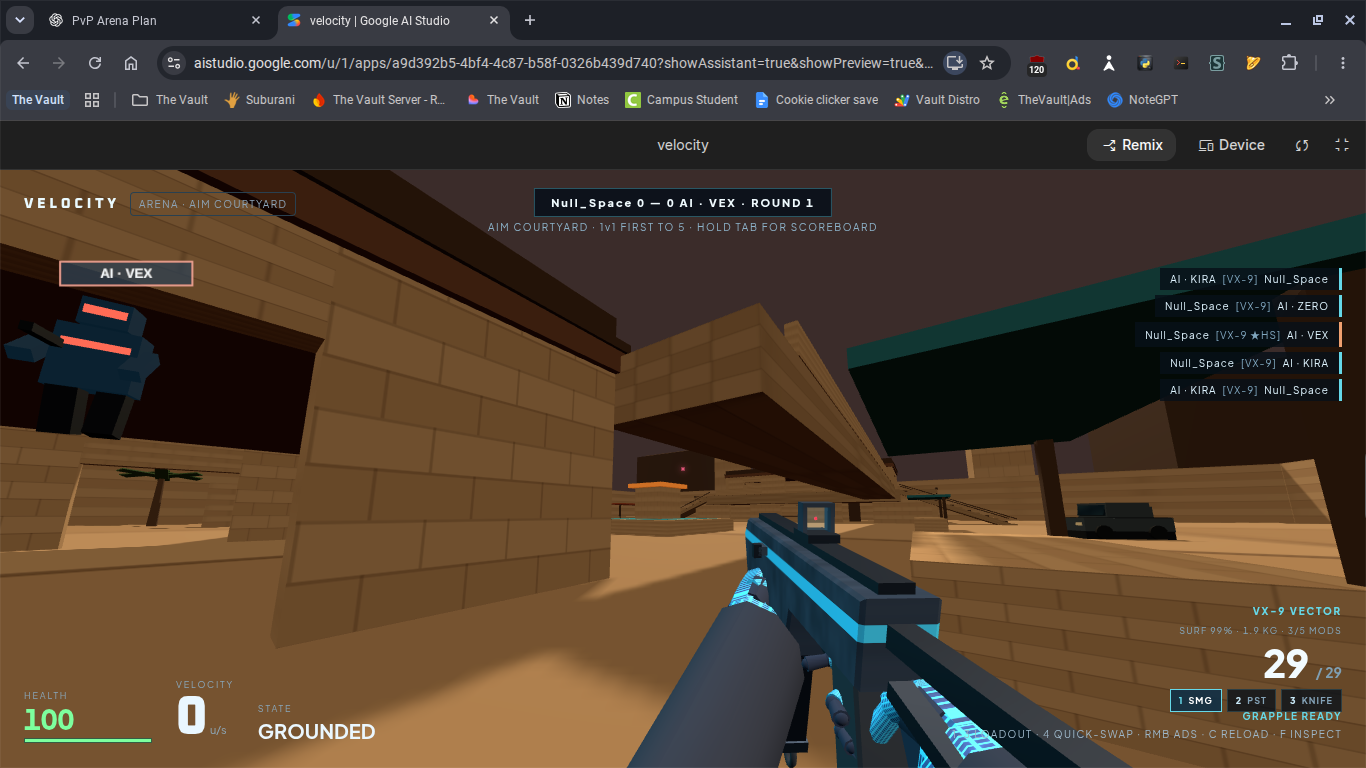 PvP Arena Plan
velocity | Google AI Studio
aistudio.google.com/u/1/apps/a9d392b5-4bf4-4c87-b58f-0326b439d740?showAssistant=true&showPreview=true&...
120
The Vault
The Vault
Suburani
The Vault Server - R...
The Vault
Notes
Campus Student
Cookie clicker save
Vault Distro
TheVault|Ads
NoteGPT
velocity
Remix
Device
VELOCITY
ARENA · AIM COURTYARD
Null_Space 0 — 0 AI · VEX · ROUND 1
AIM COURTYARD · 1v1 FIRST TO 5 · HOLD TAB FOR SCOREBOARD
AI · VEX
AI · KIRA [VX-9] Null_Space
Null_Space [VX-9] AI · ZERO
Null_Space [VX-9 ★HS] AI · VEX
Null_Space [VX-9] AI · KIRA
AI · KIRA [VX-9] Null_Space
VX-9 VECTOR
SURF 99% · 1.9 KG · 3/5 MODS
29 / 29
1 SMG
2 PST
3 KNIFE
GRAPPLE READY
OADOUT · 4 QUICK-SWAP · RMB ADS · C RELOAD · F INSPECT
HEALTH
100
VELOCITY
0 u/s
STATE
GROUNDED